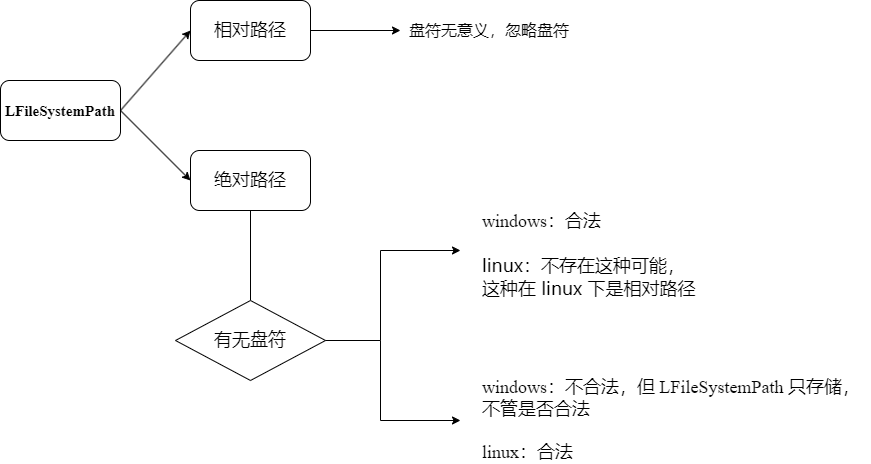 相对路径
盘符无意义，忽略盘符
LFileSystemPath
绝对路径
windows：合法
linux：不存在这种可能，
这种在 linux 下是相对路径
有无盘符
windows：不合法，但 LFileSystemPath 只存储，
不管是否合法
linux：合法